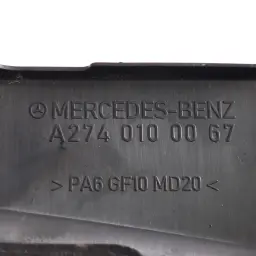 MERCEDES-BENZ
A274 010 00 67
>PA6 GF10 MD20<